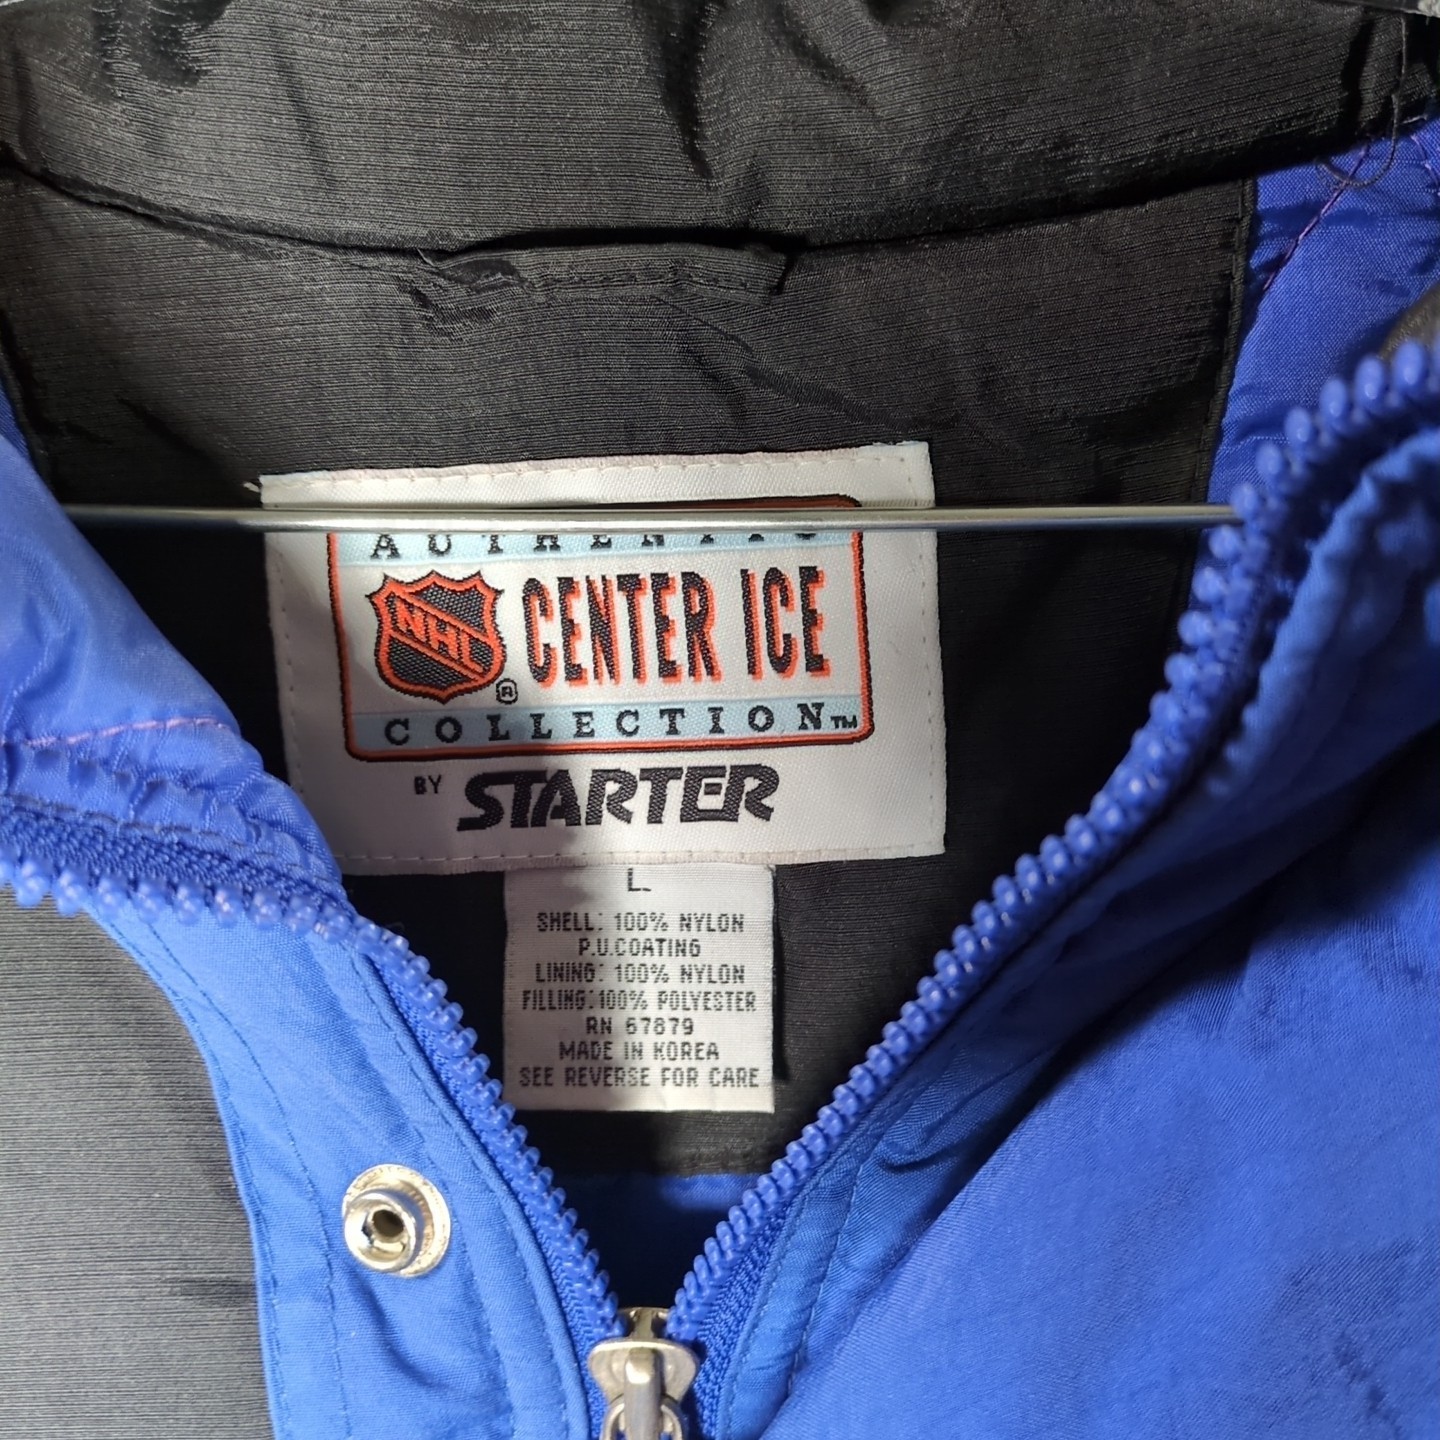 AUTHENTIC
NHL ® CENTER ICE
COLLECTION™
BY STARTER
L
SHELL: 100% NYLON
P.U.COATING
LINING: 100% NYLON
FILLING:100% POLYESTER
RN 67879
MADE IN KOREA
SEE REVERSE FOR CARE